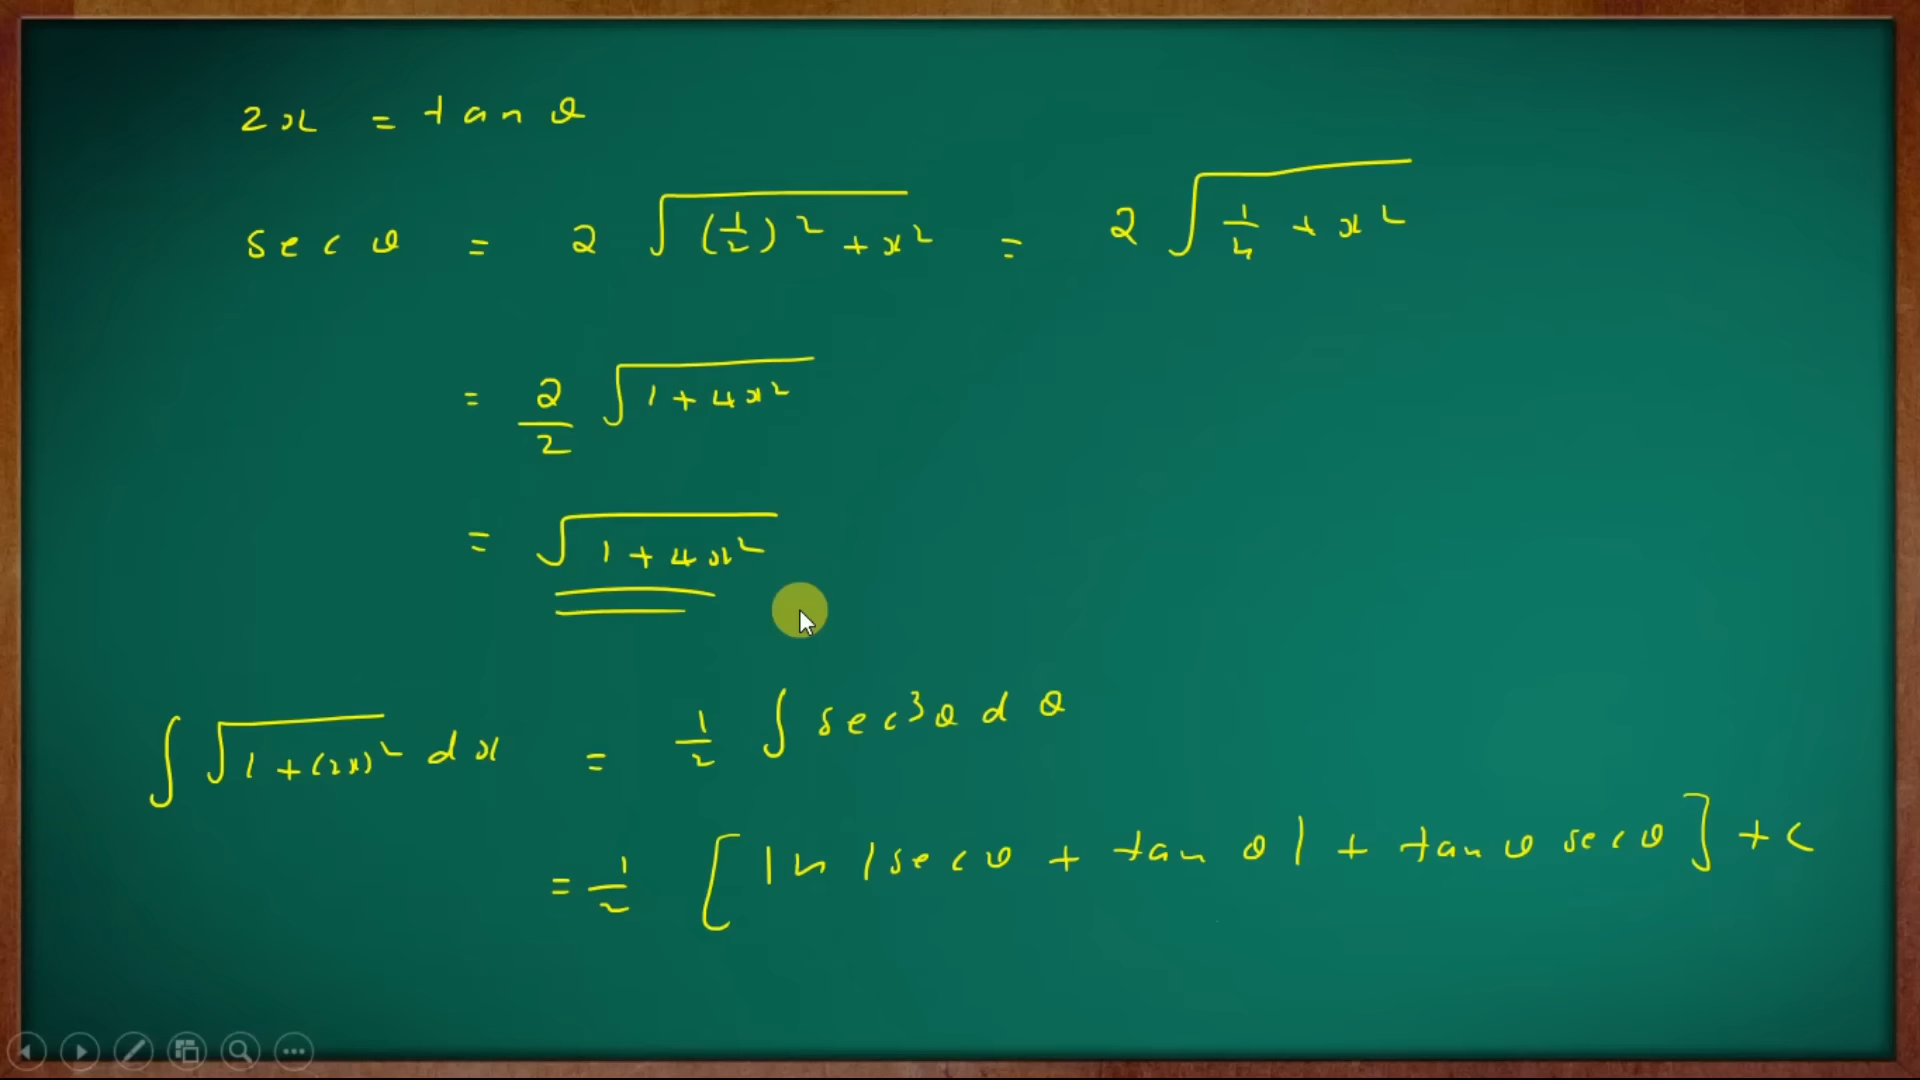 2x = tan θ
sec θ = 2 √((1/2)² + x²) = 2 √(1/4 + x²)
= 2/2 √(1 + 4x²)
= √(1 + 4x²)
∫ √(1 + (2x)²) dx = 1/2 ∫ sec³θ dθ
= 1/2 [ln |sec θ + tan θ| + tan θ sec θ] + c